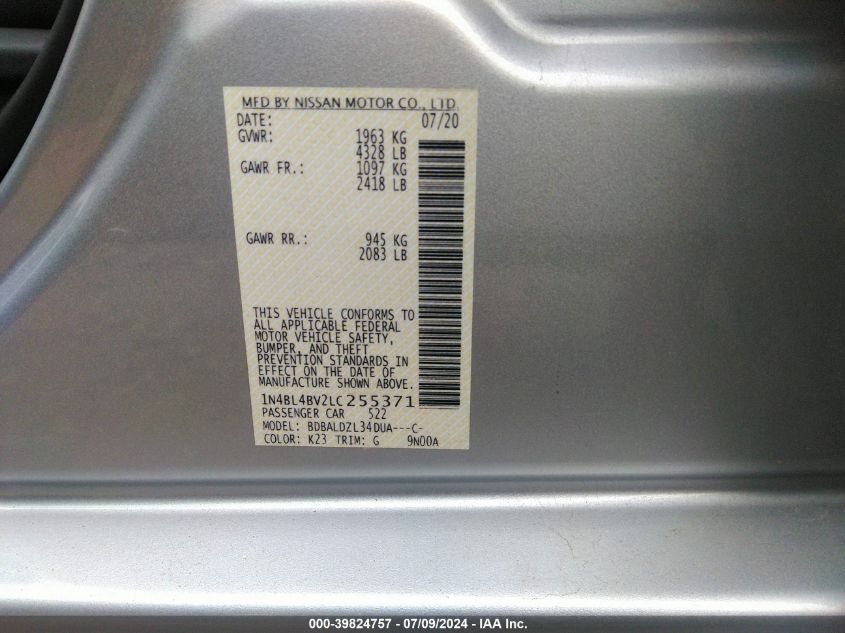 MFD BY NISSAN MOTOR CO., LTD.
DATE: 07/20
GVWR: 1963 KG
4328 LB
GAWR FR.: 1097 KG
2418 LB
GAWR RR.: 945 KG
2083 LB
THIS VEHICLE CONFORMS TO
ALL APPLICABLE FEDERAL
MOTOR VEHICLE SAFETY,
BUMPER, AND THEFT
PREVENTION STANDARDS IN
EFFECT ON THE DATE OF
MANUFACTURE SHOWN ABOVE.
1N4BL4BV2LC255371
PASSENGER CAR 522
MODEL: BDBALDZL34DUA---C-
COLOR: K23 TRIM: G 9N00A
000-39824757 - 07/09/2024 - IAA Inc.